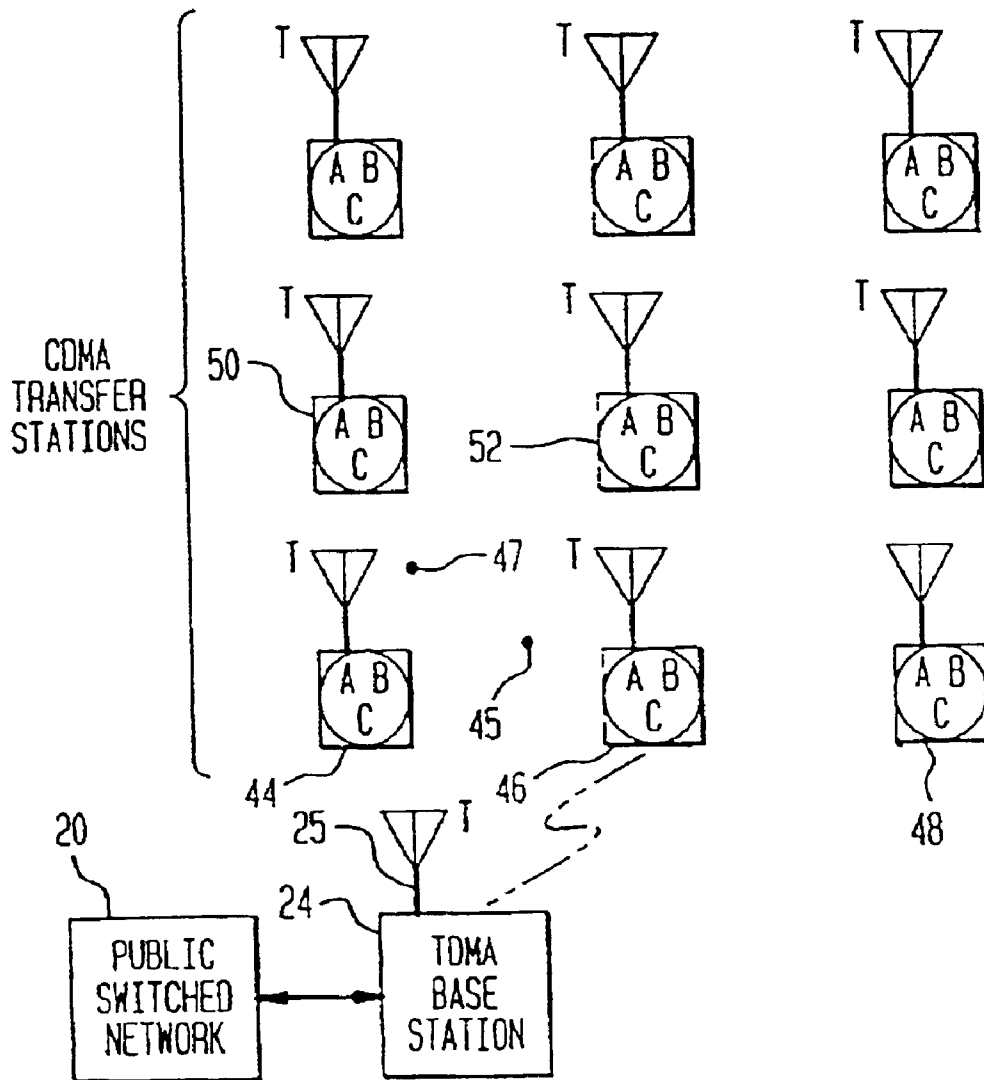 T T T
A B A B A B
C C C
T T T
CDMA
TRANSFER
STATIONS
50
A B A B A B
C 52 C C
T 47 T
A B 45 A B A B
C C C
44 46 48
20 25 T
24
PUBLIC
SWITCHED
NETWORK
TDMA
BASE
STATION